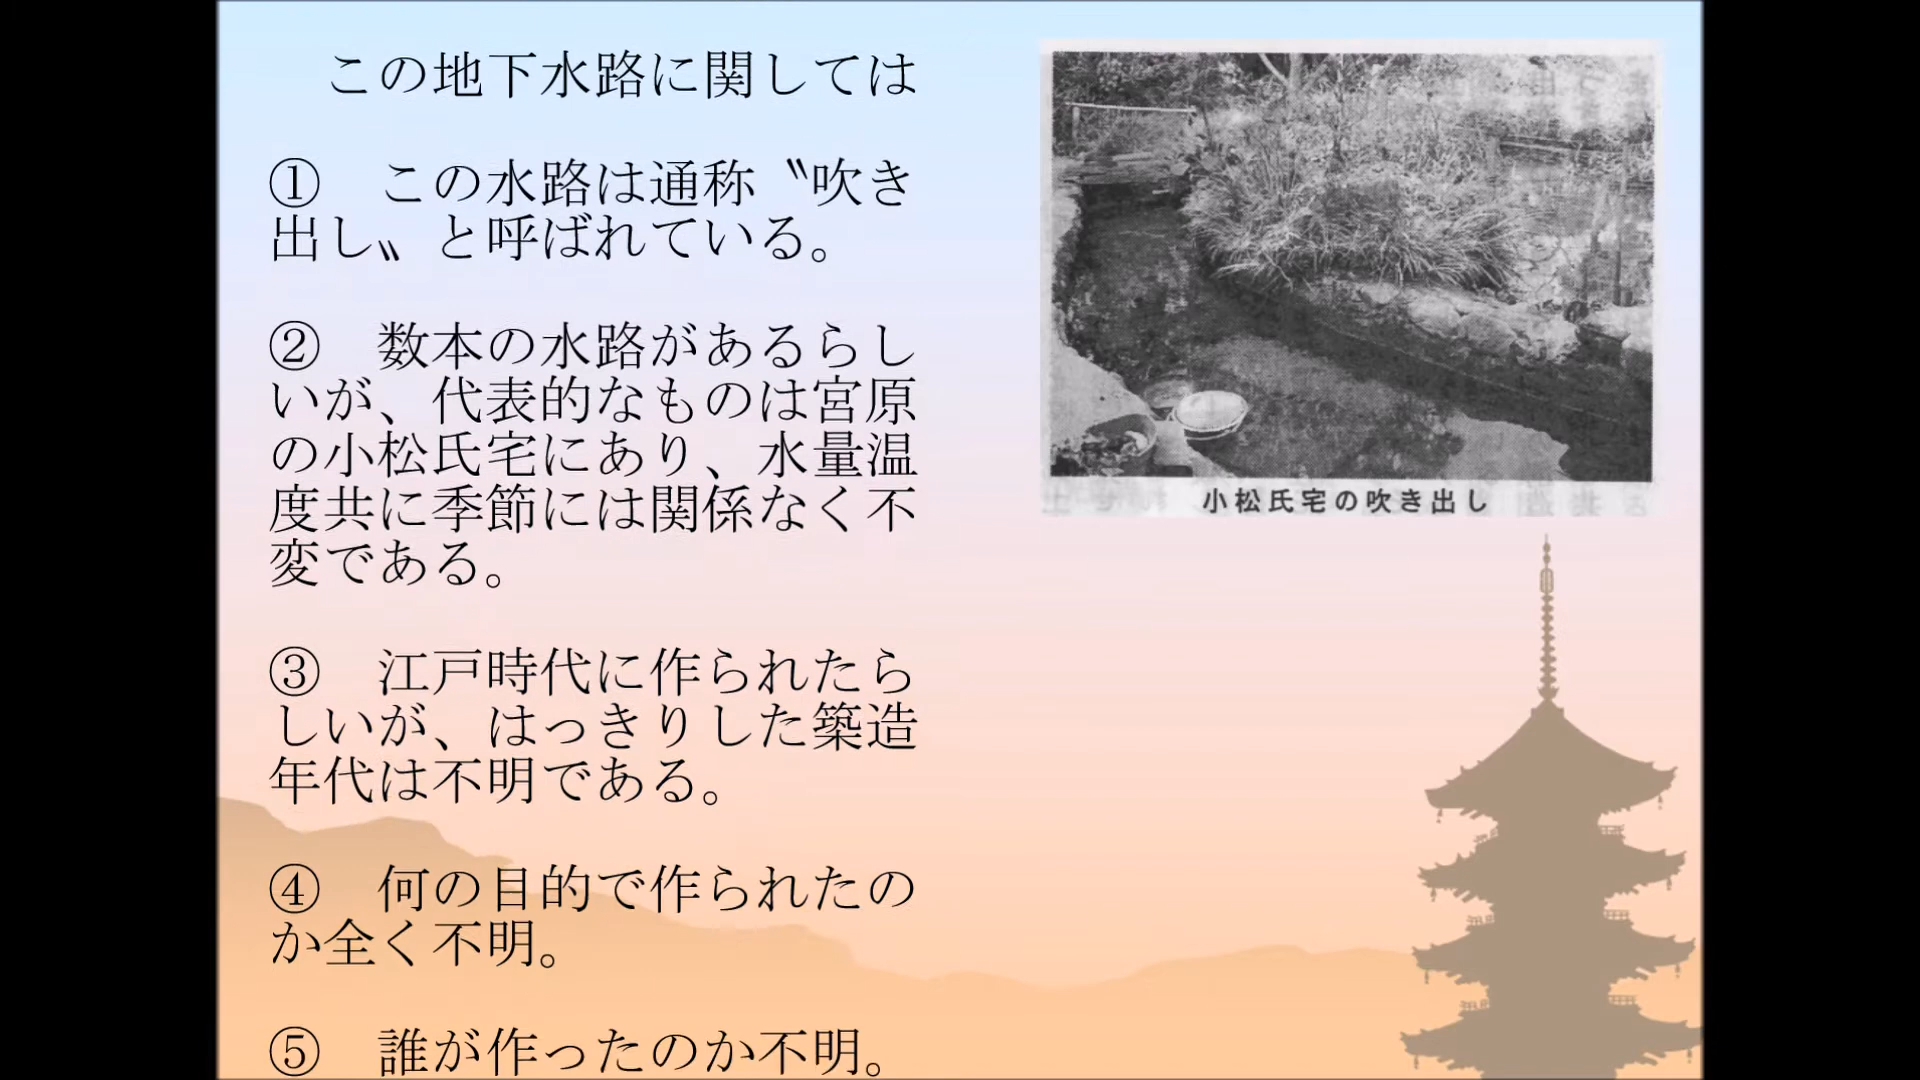 この地下水路に関しては
①　この水路は通称〝吹き
出し〟と呼ばれている。
②　数本の水路があるらし
いが、代表的なものは宮原
の小松氏宅にあり、水量温
度共に季節には関係なく不
変である。
③　江戸時代に作られたら
しいが、はっきりした築造
年代は不明である。
④　何の目的で作られたの
か全く不明。
⑤　誰が作ったのか不明。
小松氏宅の吹き出し